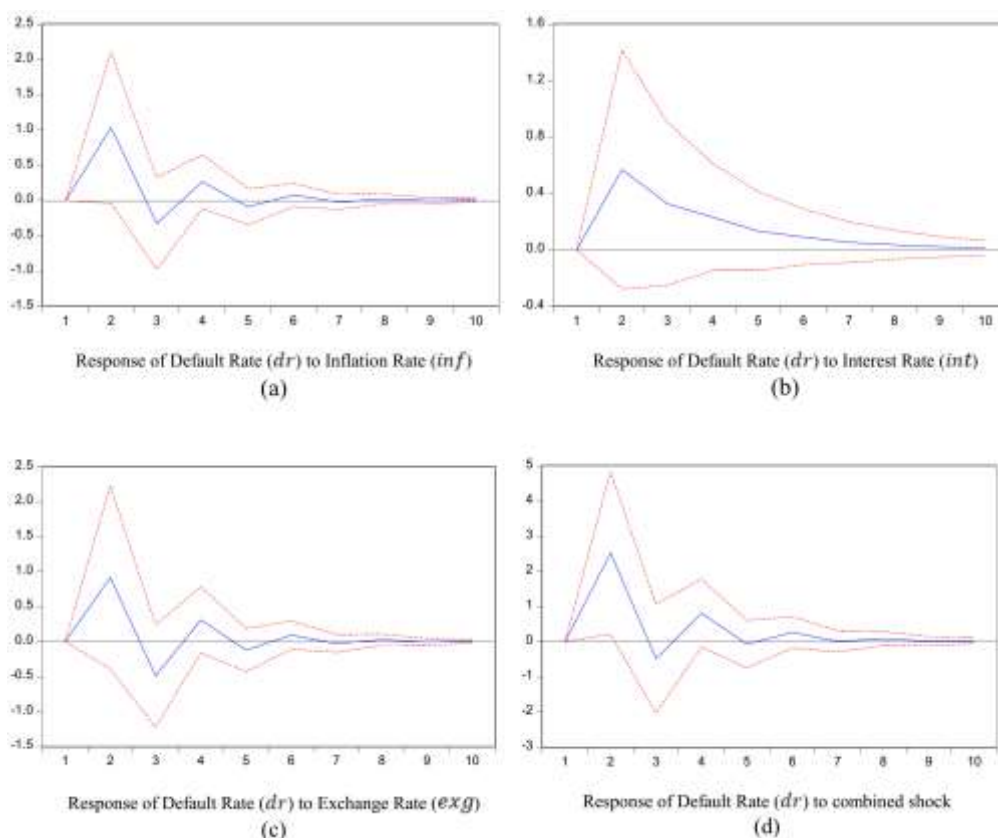 2.5
2.0
1.5
1.0
0.5
0.0
-0.5
-1.0
-1.5
1 2 3 4 5 6 7 8 9 10
Response of Default Rate (dr) to Inflation Rate (inf)
(a)
1.6
1.2
0.8
0.4
0.0
-0.4
1 2 3 4 5 6 7 8 9 10
Response of Default Rate (dr) to Interest Rate (int)
(b)
2.5
2.0
1.5
1.0
0.5
0.0
-0.5
-1.0
-1.5
1 2 3 4 5 6 7 8 9 10
Response of Default Rate (dr) to Exchange Rate (exg)
(c)
5
4
3
2
1
0
-1
-2
-3
1 2 3 4 5 6 7 8 9 10
Response of Default Rate (dr) to combined shock
(d)